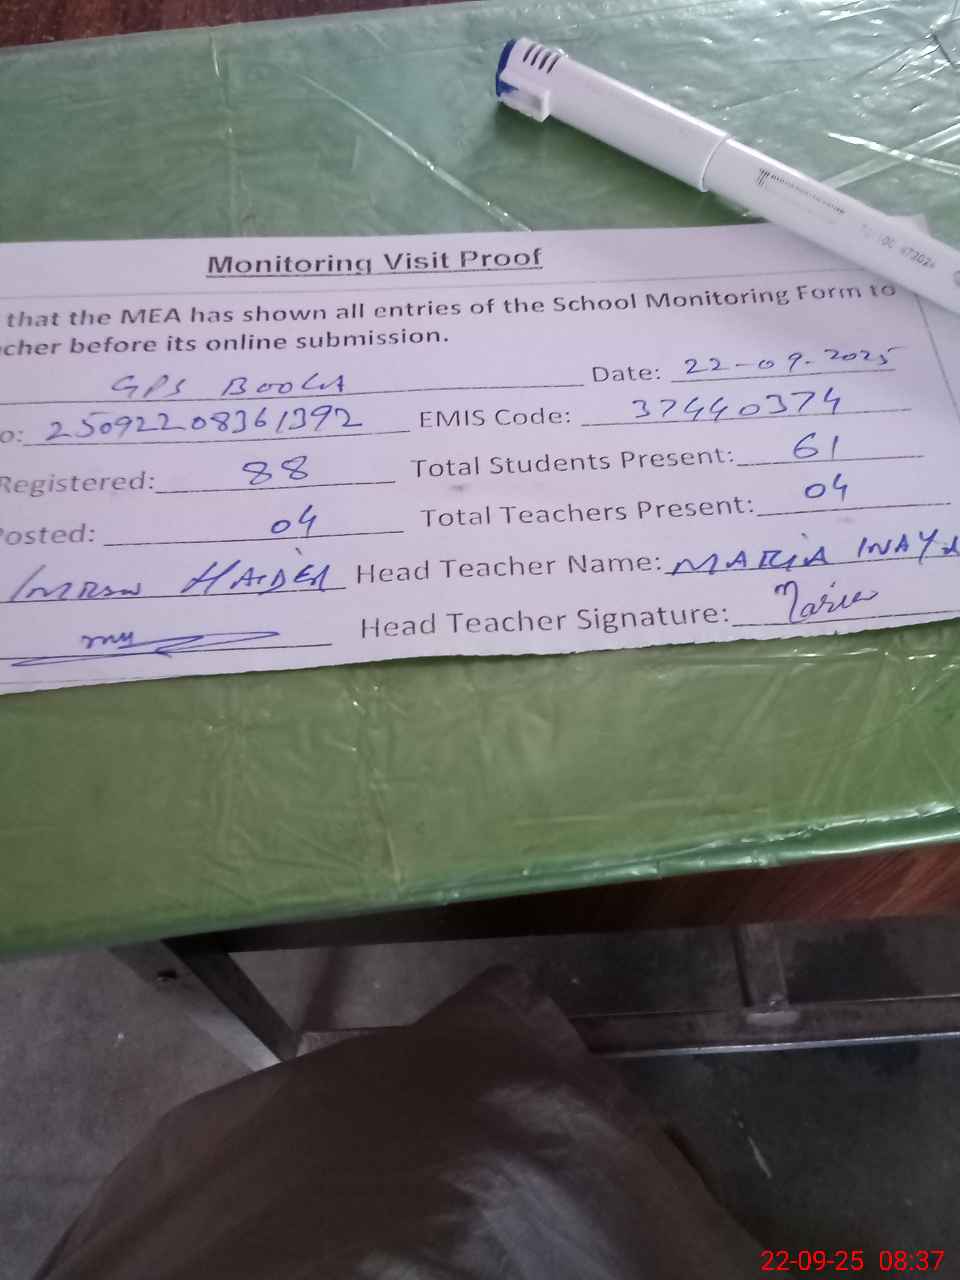 Monitoring Visit Proof
that the MEA has shown all entries of the School Monitoring Form to
cher before its online submission.
GPS Date: 22-09-2025
o: 25092208361392 EMIS Code: 37440374
Registered: 88 Total Students Present: 61
Posted: 04 Total Teachers Present: 04
IMRAN HAIDER Head Teacher Name: MARIA INAYA
Head Teacher Signature: Maria
22-09-25 08:37